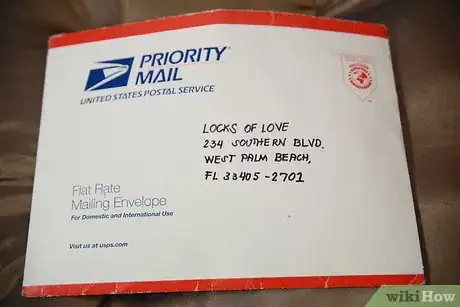 PRIORITY
MAIL
UNITED STATES POSTAL SERVICE
LOCKS OF LOVE
234 SOUTHERN BLVD.
WEST PALM BEACH,
FL 33405-2701
Flat Rate
Mailing Envelope
For Domestic and International Use
Visit us at usps.com
wikiHow